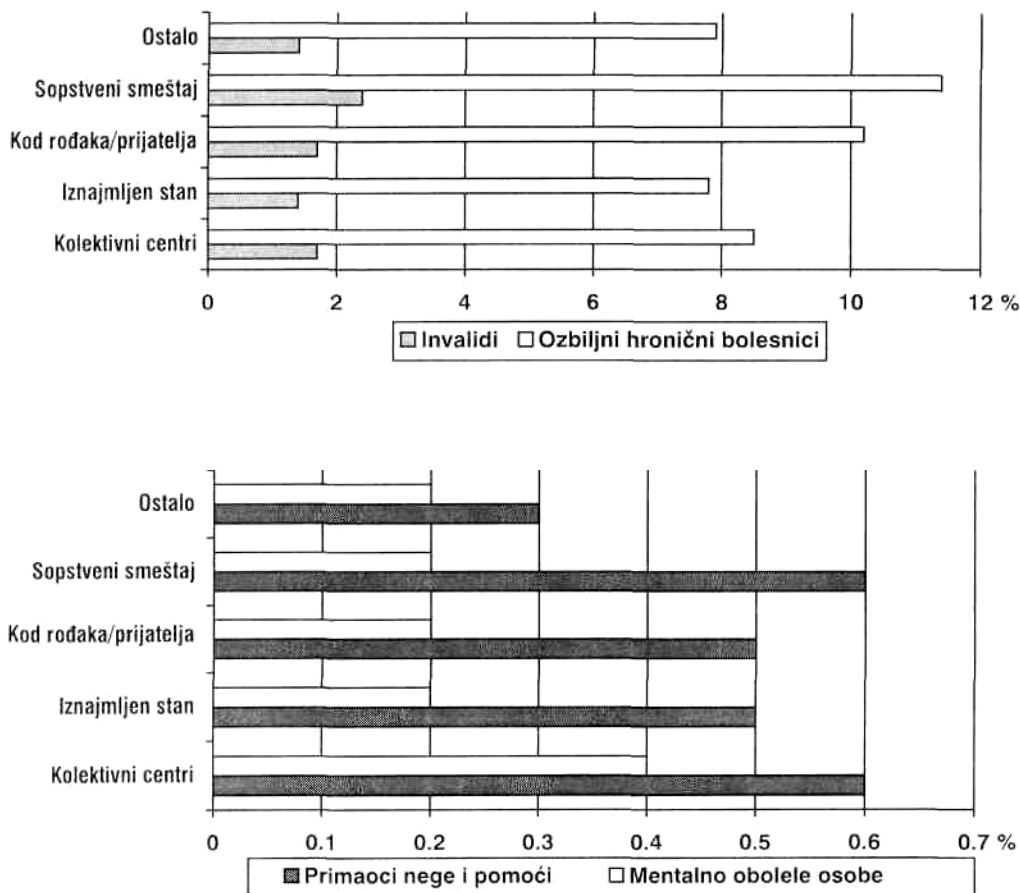 Ostalo
Sopstveni smeštaj
Kod rođaka/prijatelja
Iznajmljen stan
Kolektivni centri
0 2 4 6 8 10 12 %
Invalidi Ozbiljni hronični bolesnici
Ostalo
Sopstveni smeštaj
Kod rođaka/prijatelja
Iznajmljen stan
Kolektivni centri
0 0.1 0.2 0.3 0.4 0.5 0.6 0.7 %
Primaoci nege i pomoći Mentalno obolele osobe